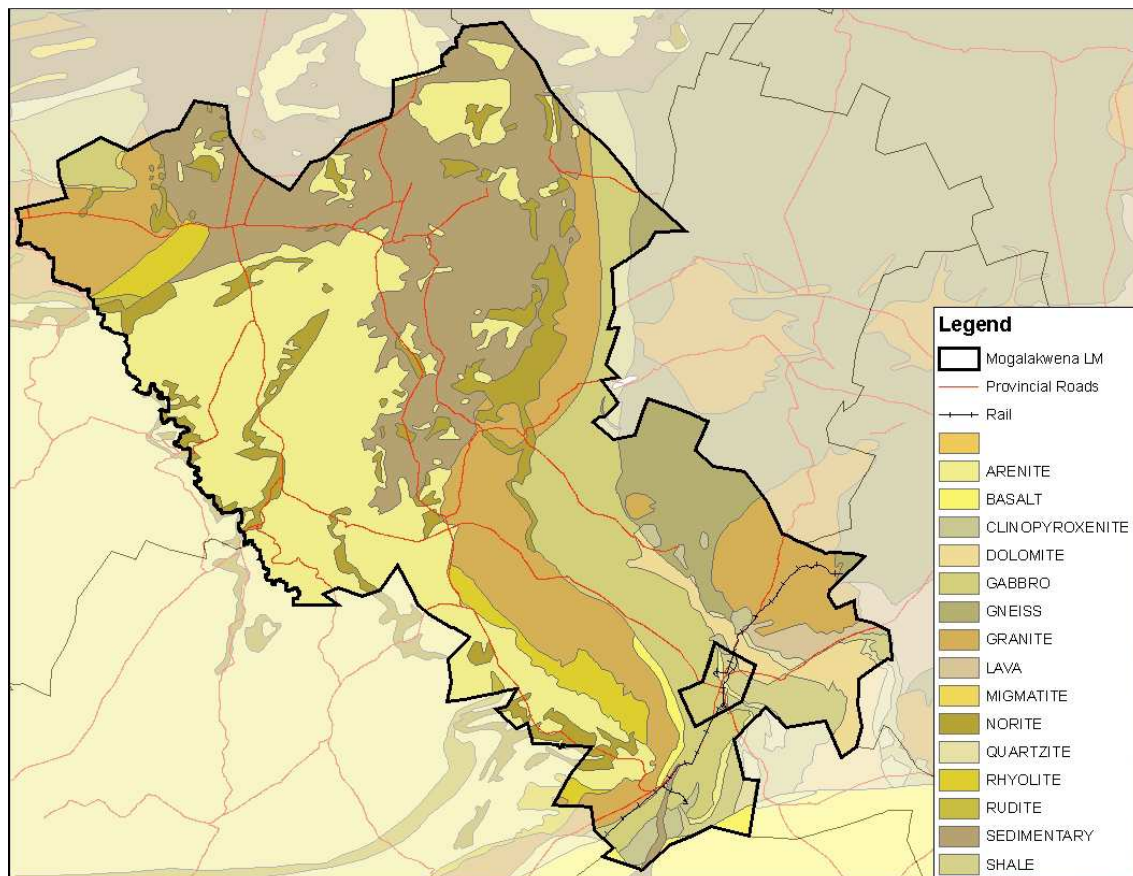 Legend
Mogalakwena LM
Provincial Roads
Rail
ARENITE
BASALT
CLINOPYROXENITE
DOLOMITE
GABBRO
GNEISS
GRANITE
LAVA
MIGMATITE
NORITE
QUARTZITE
RHYOLITE
RUDITE
SEDIMENTARY
SHALE